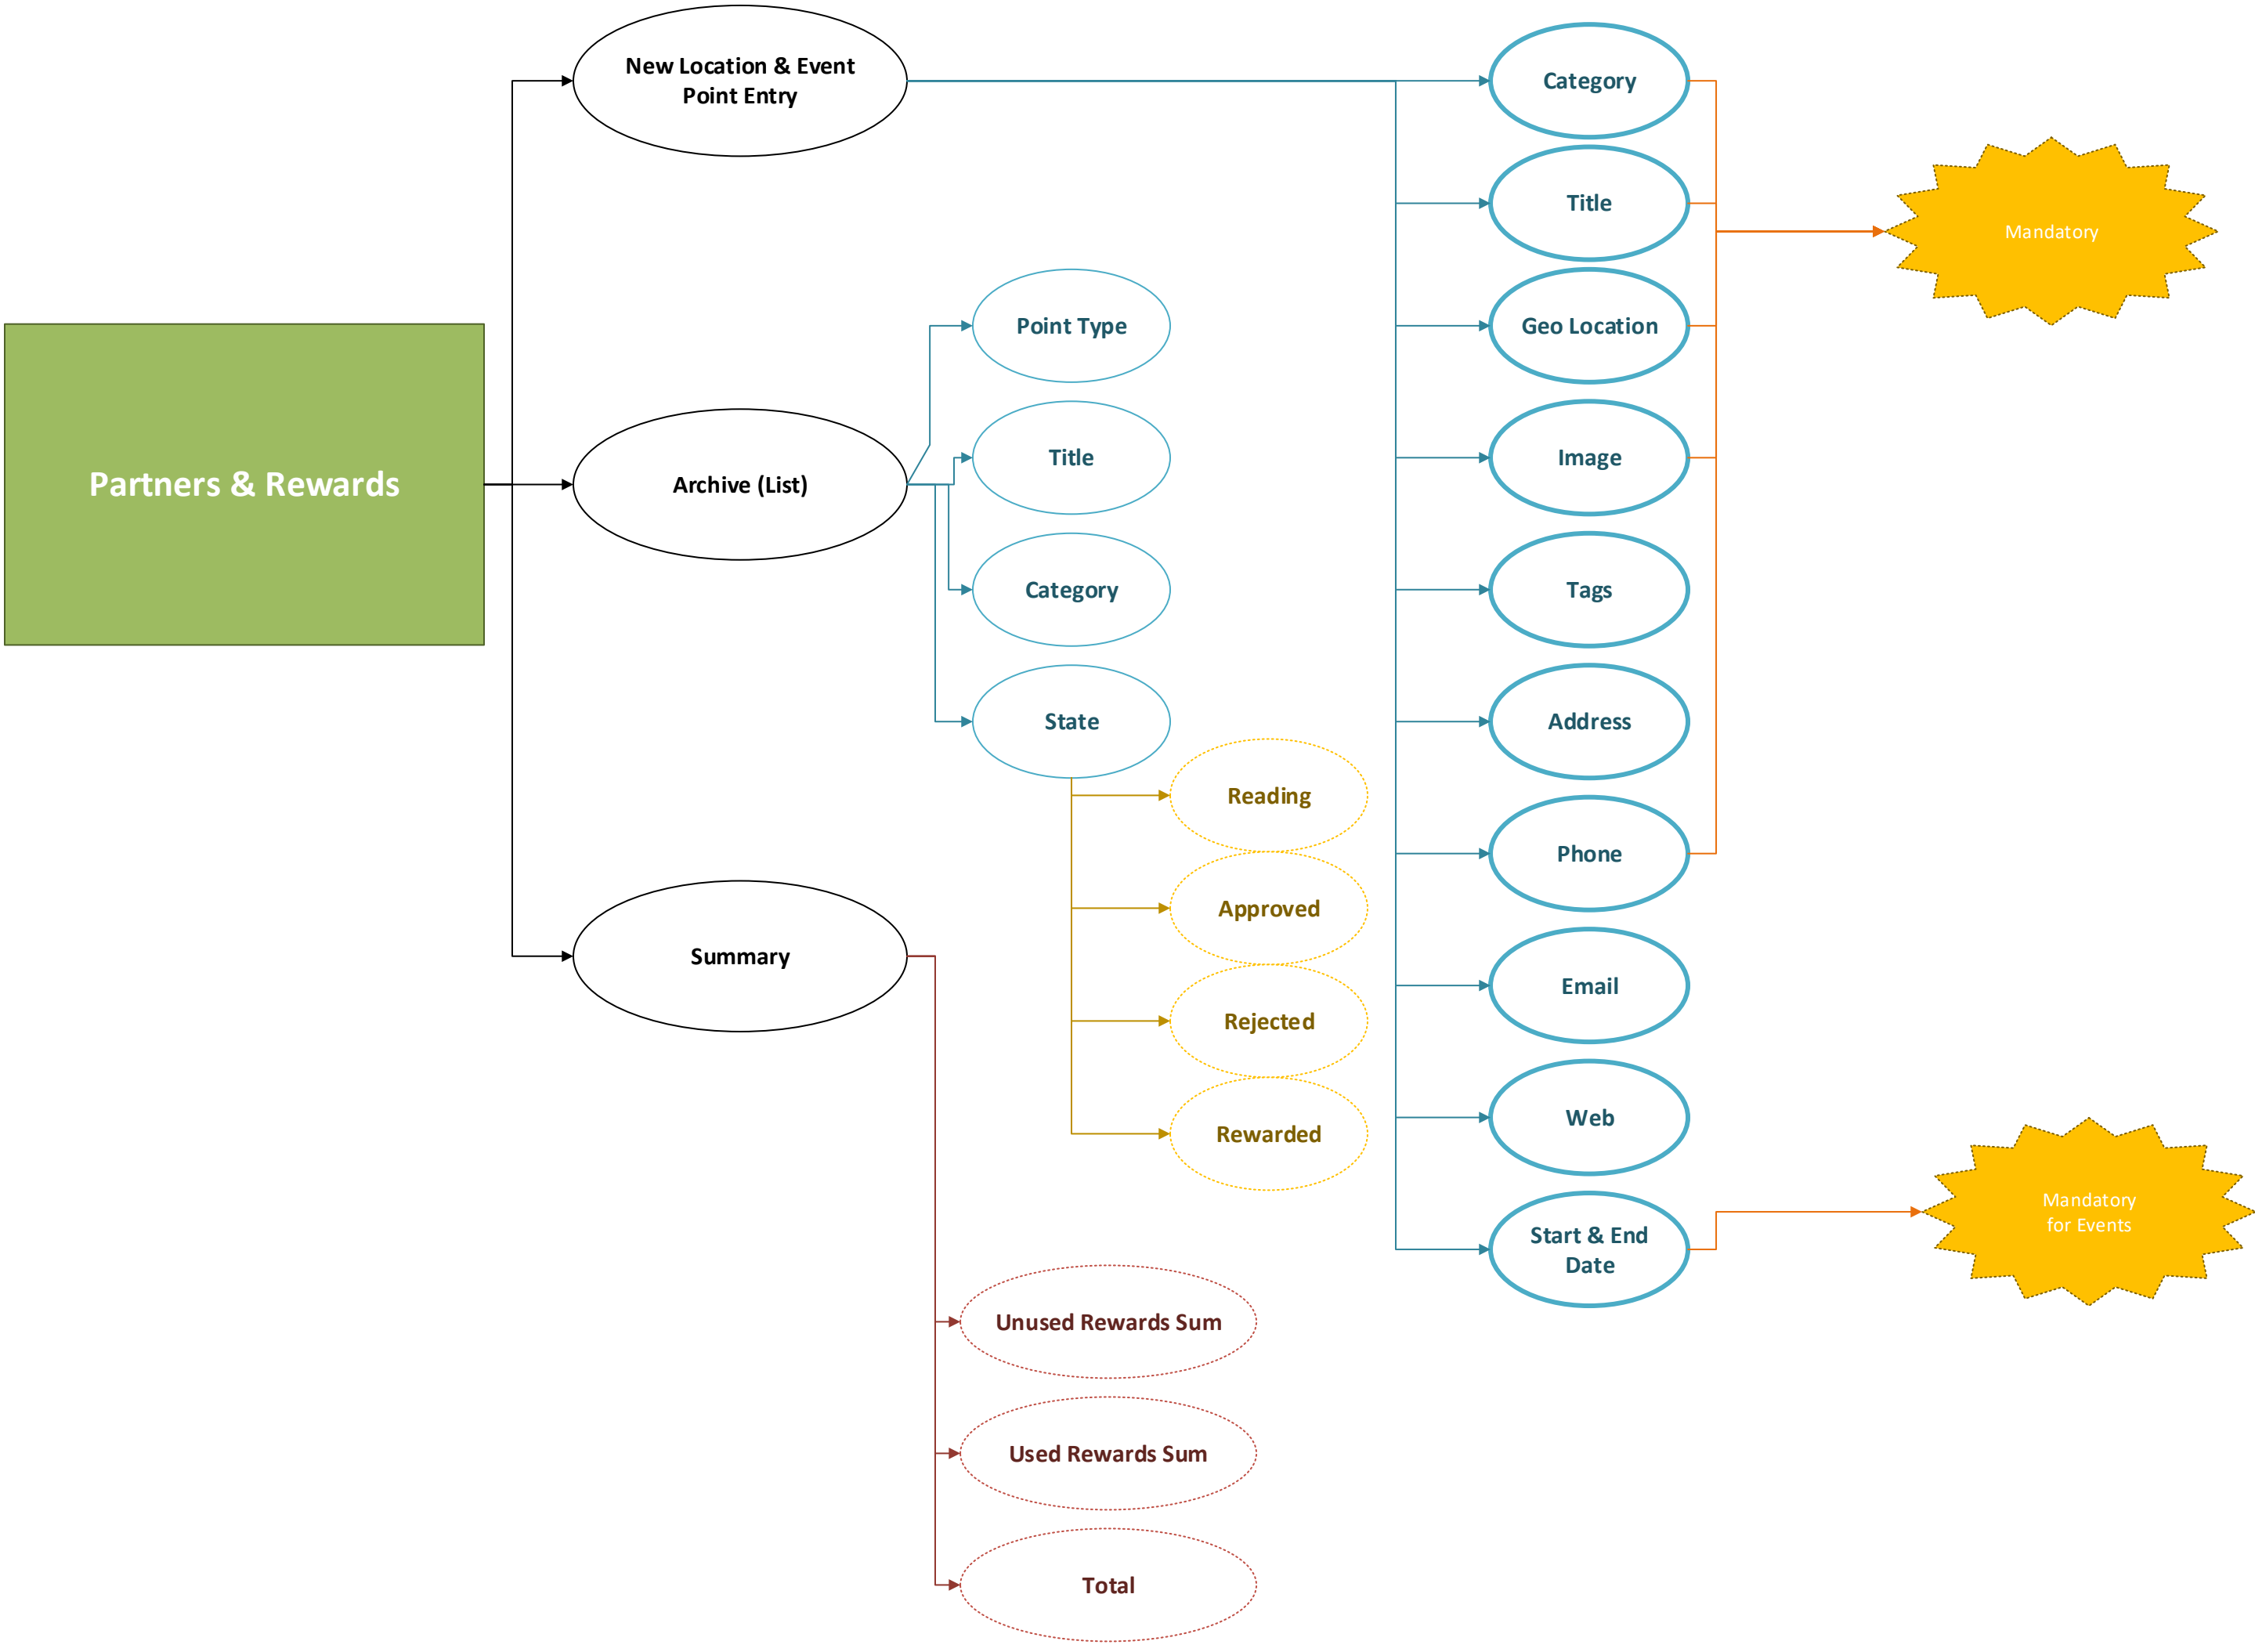 Partners & Rewards
New Location & Event
Point Entry
Archive (List)
Summary
Point Type
Title
Category
State
Reading
Approved
Rejected
Rewarded
Unused Rewards Sum
Used Rewards Sum
Total
Category
Title
Geo Location
Image
Tags
Address
Phone
Email
Web
Start & End
Date
Mandatory
Mandatory
for Events